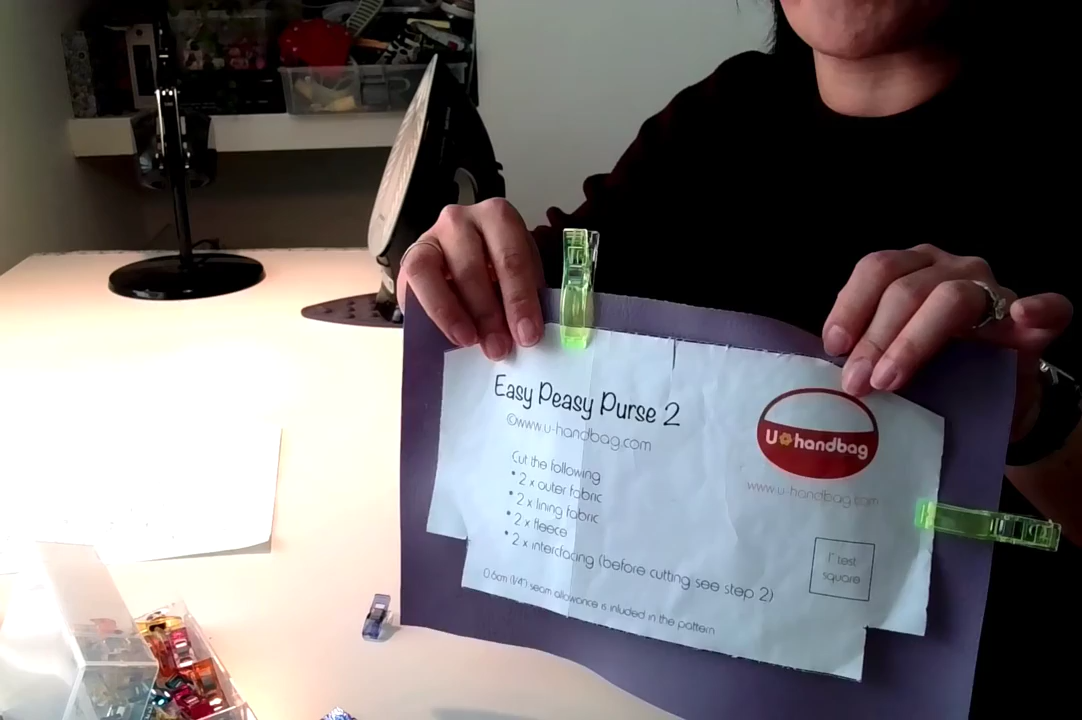 Easy Peasy Purse 2
©www.u-handbag.com
Cut the following
* 2 x outer fabric
* 2 x lining fabric
* 2 x fleece
* 2 x interfacing (before cutting see step 2)
0.6cm (1/4") seam allowance is inluded in the pattern
U handbag
www.u-handbag.com
1" test
square